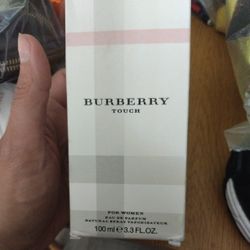 BURBERRY
TOUCH
FOR WOMEN
EAU DE PARFUM
NATURAL SPRAY VAPORISATEUR
100 ml ℮ 3.3 FL.OZ.